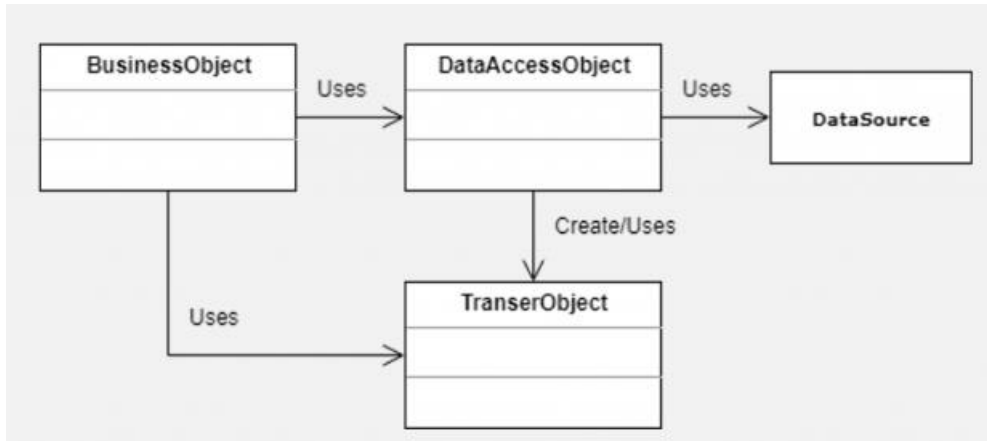 BusinessObject
Uses
DataAccessObject
Uses
DataSource
Create/Uses
Uses
TranserObject